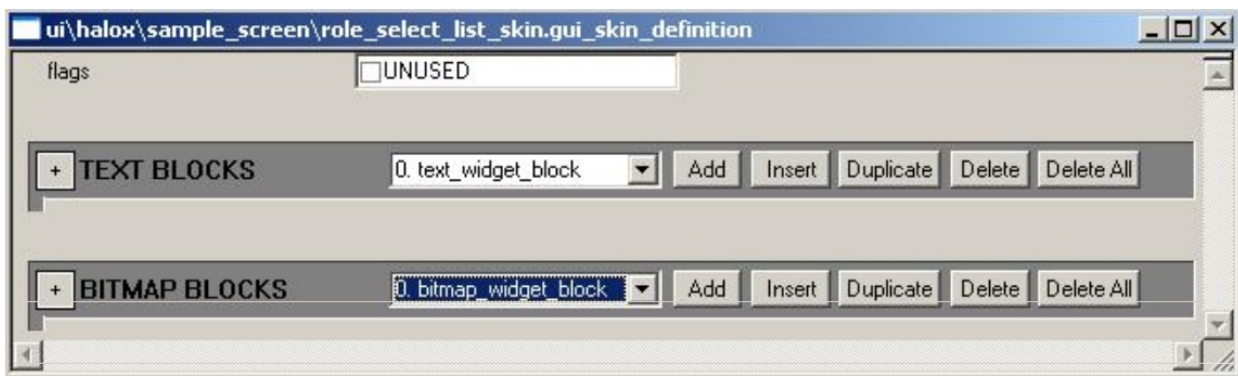 ui\halox\sample_screen\role_select_list_skin.gui_skin_definition
flags UNUSED
+ TEXT BLOCKS 0. text_widget_block Add Insert Duplicate Delete Delete All
+ BITMAP BLOCKS 0. bitmap_widget_block Add Insert Duplicate Delete Delete All